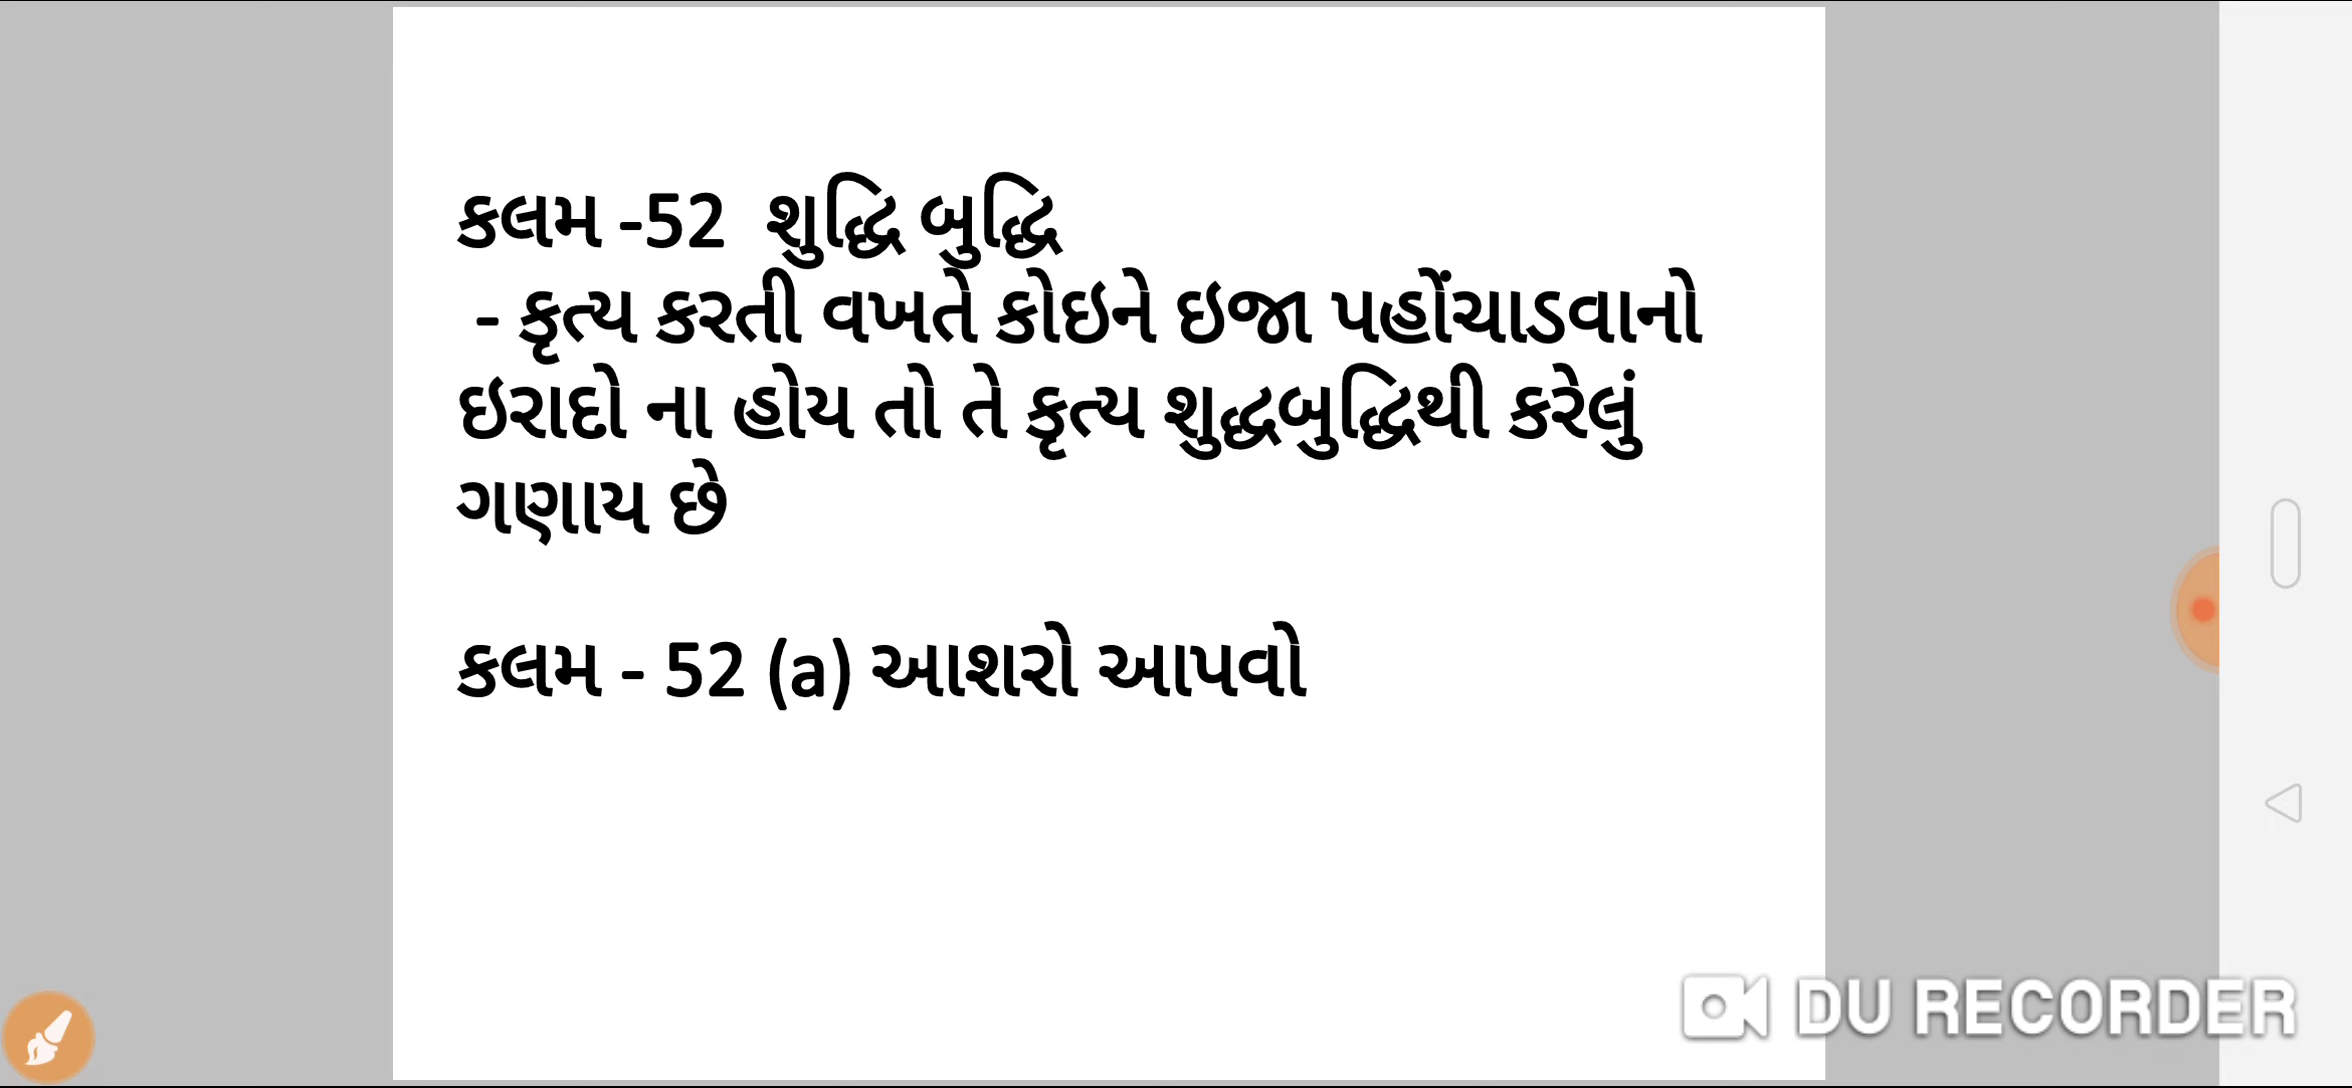 કલમ -52 શુદ્ધિ બુદ્ધિ
- કૃત્ય કરતી વખતે કોઇને ઇજા પહોંચાડવાનો
ઇરાદો ના હોય તો તે કૃત્ય શુદ્ધબુદ્ધિથી કરેલું
ગણાય છે
કલમ - 52 (a) આશરો આપવો
DU RECORDER